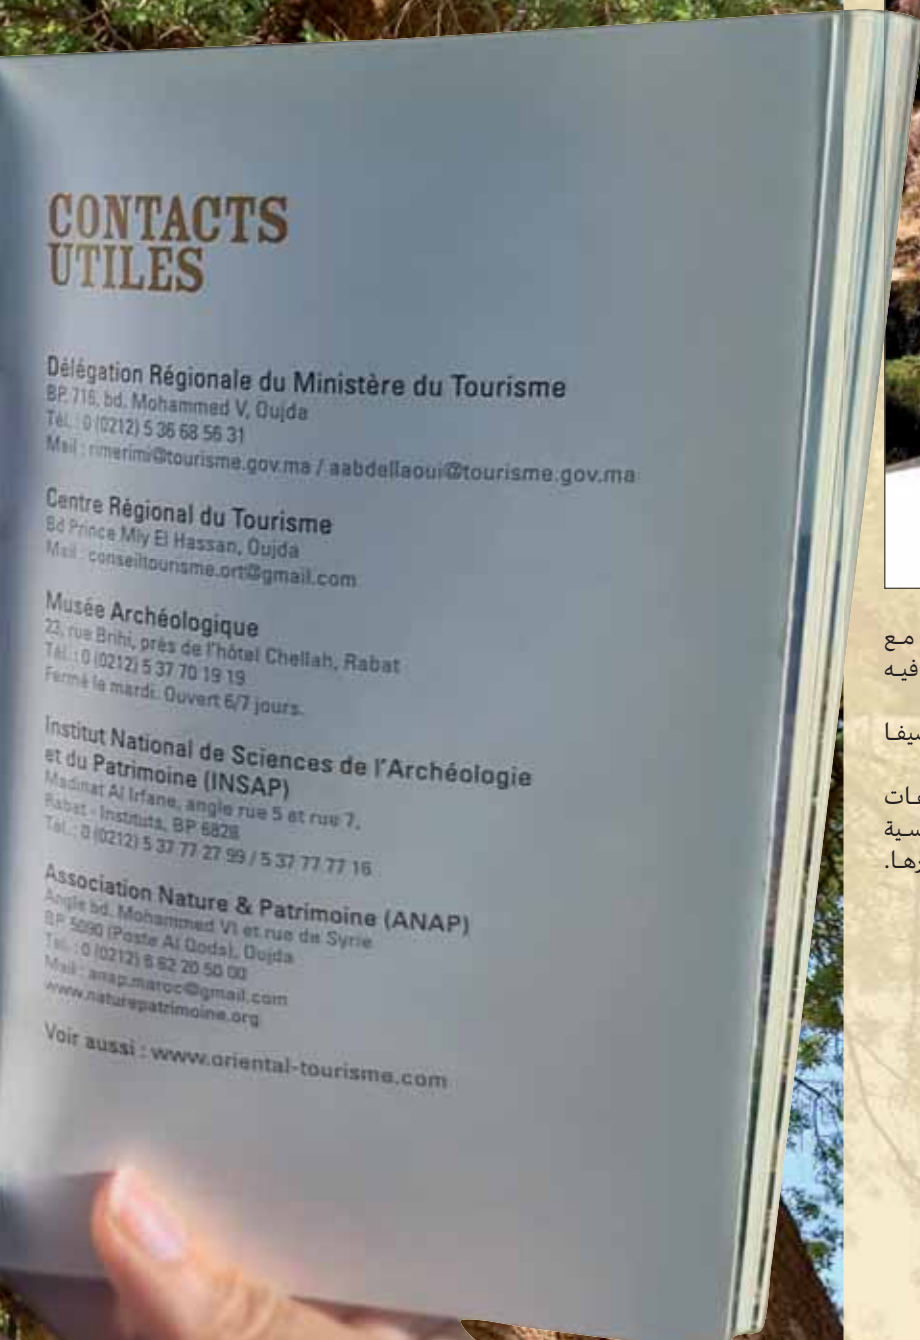 CONTACTS
UTILES
Délégation Régionale du Ministère du Tourisme
BP 716, bd. Mohammed V, Oujda
Tél. : 0 (0212) 5 36 68 56 31
Mail : rimerimi@tourisme.gov.ma / aabdellaoui@tourisme.gov.ma
Centre Régional du Tourisme
Bd Prince Mly El Hassan, Oujda
Mail : conseiltourisme.ort@gmail.com
Musée Archéologique
23, rue Brihi, près de l'hôtel Chellah, Rabat
Tél. : 0 (0212) 5 37 70 19 19
Fermé le mardi. Ouvert 6/7 jours.
Institut National de Sciences de l'Archéologie
et du Patrimoine (INSAP)
Madinat Al Irfane, angle rue 5 et rue 7,
Rabat - Instituts, BP 6828
Tél. : 0 (0212) 5 37 77 27 99 / 5 37 77 77 16
Association Nature & Patrimoine (ANAP)
Angle bd. Mohammed VI et rue de Syrie
BP 5090 (Poste Al Qods), Oujda
Tél. : 0 (0212) 6 62 20 50 00
Mail : anap.maroc@gmail.com
www.naturepatrimoine.org
Voir aussi : www.oriental-tourisme.com
مع
فيه